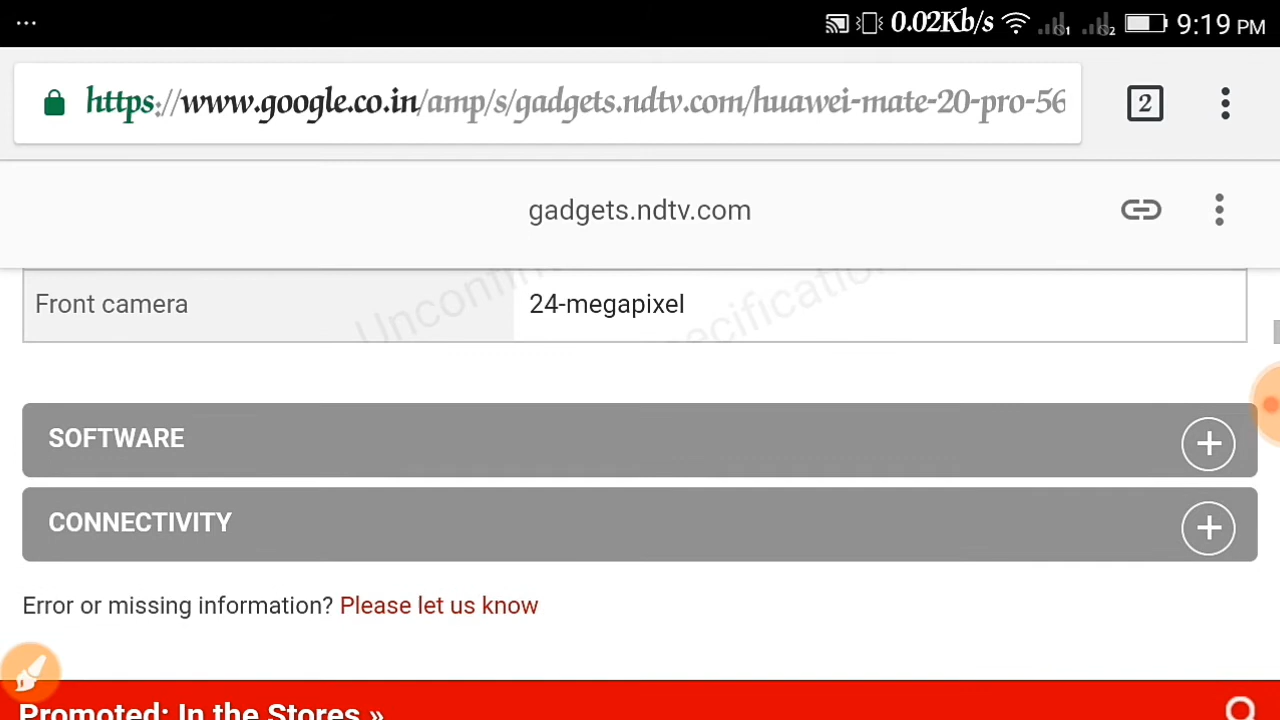 ... 0.02Kb/s 1 2 9:19 PM
https://www.google.co.in/amp/s/gadgets.ndtv.com/huawei-mate-20-pro-56 2
gadgets.ndtv.com
Front camera 24-megapixel
SOFTWARE
CONNECTIVITY
Error or missing information? Please let us know
Promoted: In the Stores »